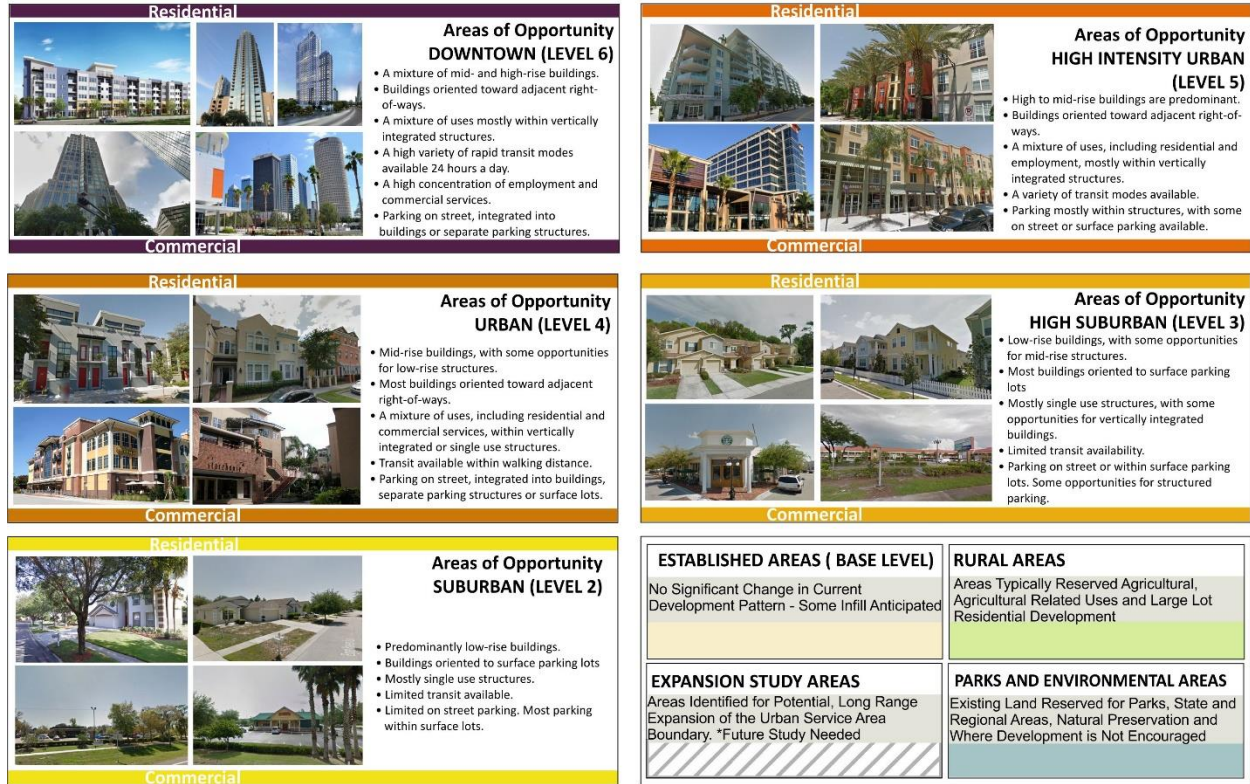 Residential
Areas of Opportunity
DOWNTOWN (LEVEL 6)
• A mixture of mid- and high-rise buildings.
• Buildings oriented toward adjacent right-
of-ways.
• A mixture of uses mostly within vertically
integrated structures.
• A high variety of rapid transit modes
available 24 hours a day.
• A high concentration of employment and
commercial services.
• Parking on street, integrated into
buildings or separate parking structures.
Commercial
Residential
Areas of Opportunity
HIGH INTENSITY URBAN
(LEVEL 5)
• High to mid-rise buildings are predominant.
• Buildings oriented toward adjacent right-of-
ways.
• A mixture of uses, including residential and
employment, mostly within vertically
integrated structures.
• A variety of transit modes available.
• Parking mostly within structures, with some
on street or surface parking available.
Commercial
Residential
Areas of Opportunity
URBAN (LEVEL 4)
• Mid-rise buildings, with some opportunities
for low-rise structures.
• Most buildings oriented toward adjacent
right-of-ways.
• A mixture of uses, including residential and
commercial services, within vertically
integrated or single use structures.
• Transit available within walking distance.
• Parking on street, integrated into buildings,
separate parking structures or surface lots.
Commercial
Residential
Areas of Opportunity
HIGH SUBURBAN (LEVEL 3)
• Low-rise buildings, with some opportunities
for mid-rise structures.
• Most buildings oriented to surface parking
lots
• Mostly single use structures, with some
opportunities for vertically integrated
buildings.
• Limited transit availability.
• Parking on street or within surface parking
lots. Some opportunities for structured
parking.
Commercial
Residential
Areas of Opportunity
SUBURBAN (LEVEL 2)
• Predominantly low-rise buildings.
• Buildings oriented to surface parking lots
• Mostly single use structures.
• Limited transit available.
• Limited on street parking. Most parking
within surface lots.
Commercial
ESTABLISHED AREAS ( BASE LEVEL)
No Significant Change in Current
Development Pattern - Some Infill Anticipated
RURAL AREAS
Areas Typically Reserved Agricultural,
Agricultural Related Uses and Large Lot
Residential Development
EXPANSION STUDY AREAS
Areas Identified for Potential, Long Range
Expansion of the Urban Service Area
Boundary. *Future Study Needed
PARKS AND ENVIRONMENTAL AREAS
Existing Land Reserved for Parks, State and
Regional Areas, Natural Preservation and
Where Development is Not Encouraged